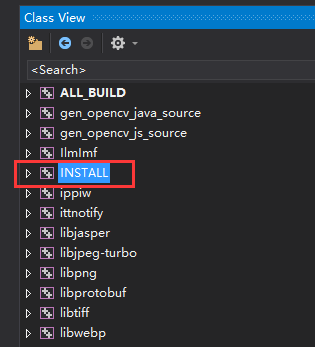 Class View
<Search>
ALL_BUILD
gen_opencv_java_source
gen_opencv_js_source
IlmImf
INSTALL
ippiw
ittnotify
libjasper
libjpeg-turbo
libpng
libprotobuf
libtiff
libwebp